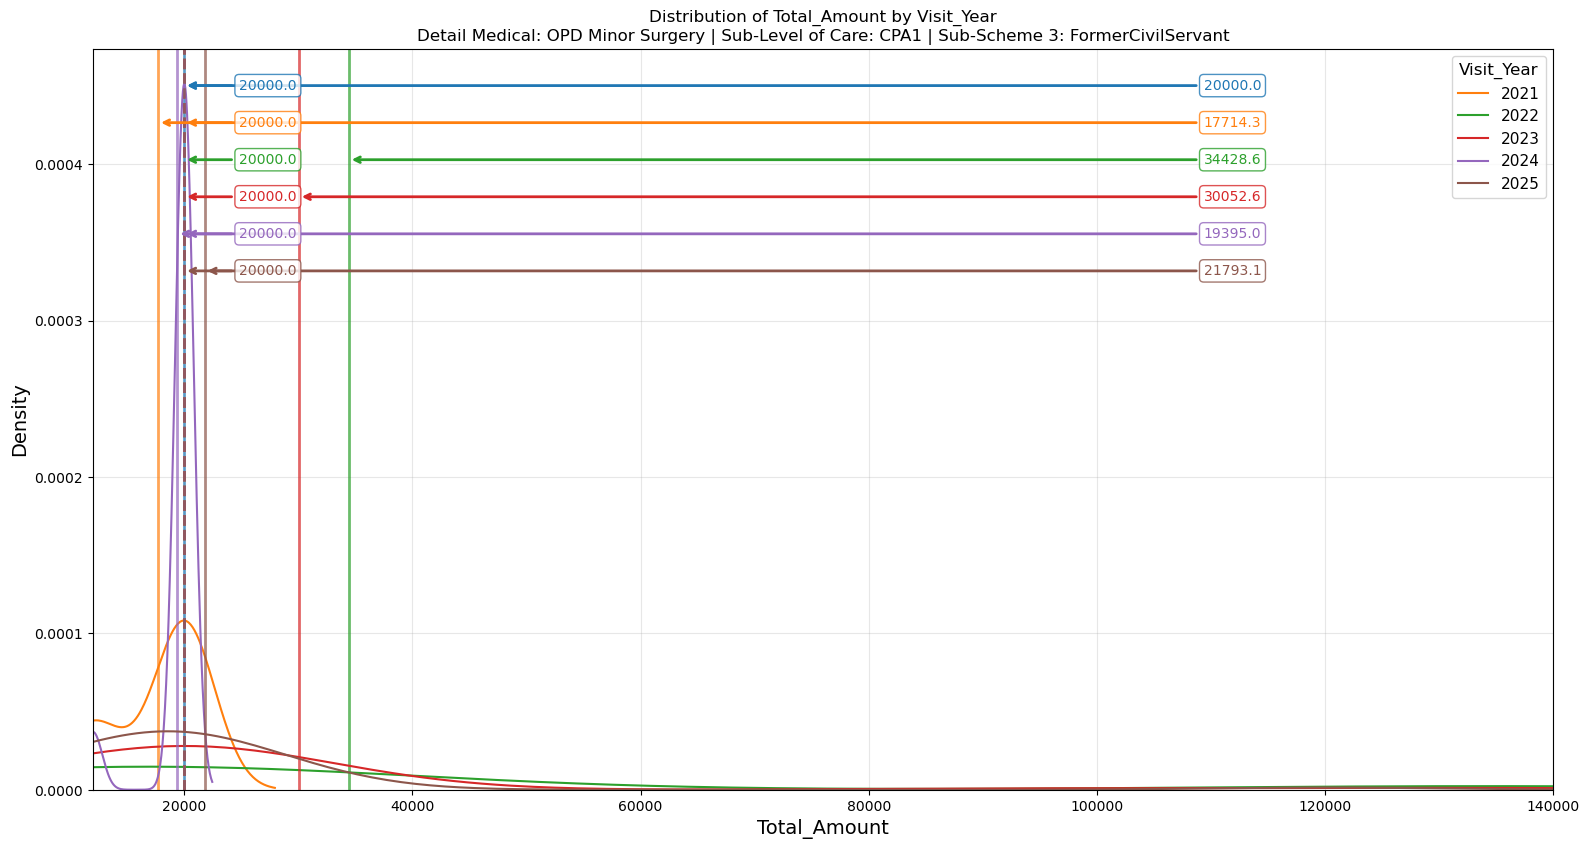 Distribution of Total_Amount by Visit_Year
Detail Medical: OPD Minor Surgery | Sub-Level of Care: CPA1 | Sub-Scheme 3: FormerCivilServant
Visit_Year
2021
2022
2023
2024
2025
20000.0 20000.0
20000.0 17714.3
20000.0 34428.6
20000.0 30052.6
20000.0 19395.0
20000.0 21793.1
Density
0.0004
0.0003
0.0002
0.0001
0.0000
20000 40000 60000 80000 100000 120000 140000
Total_Amount